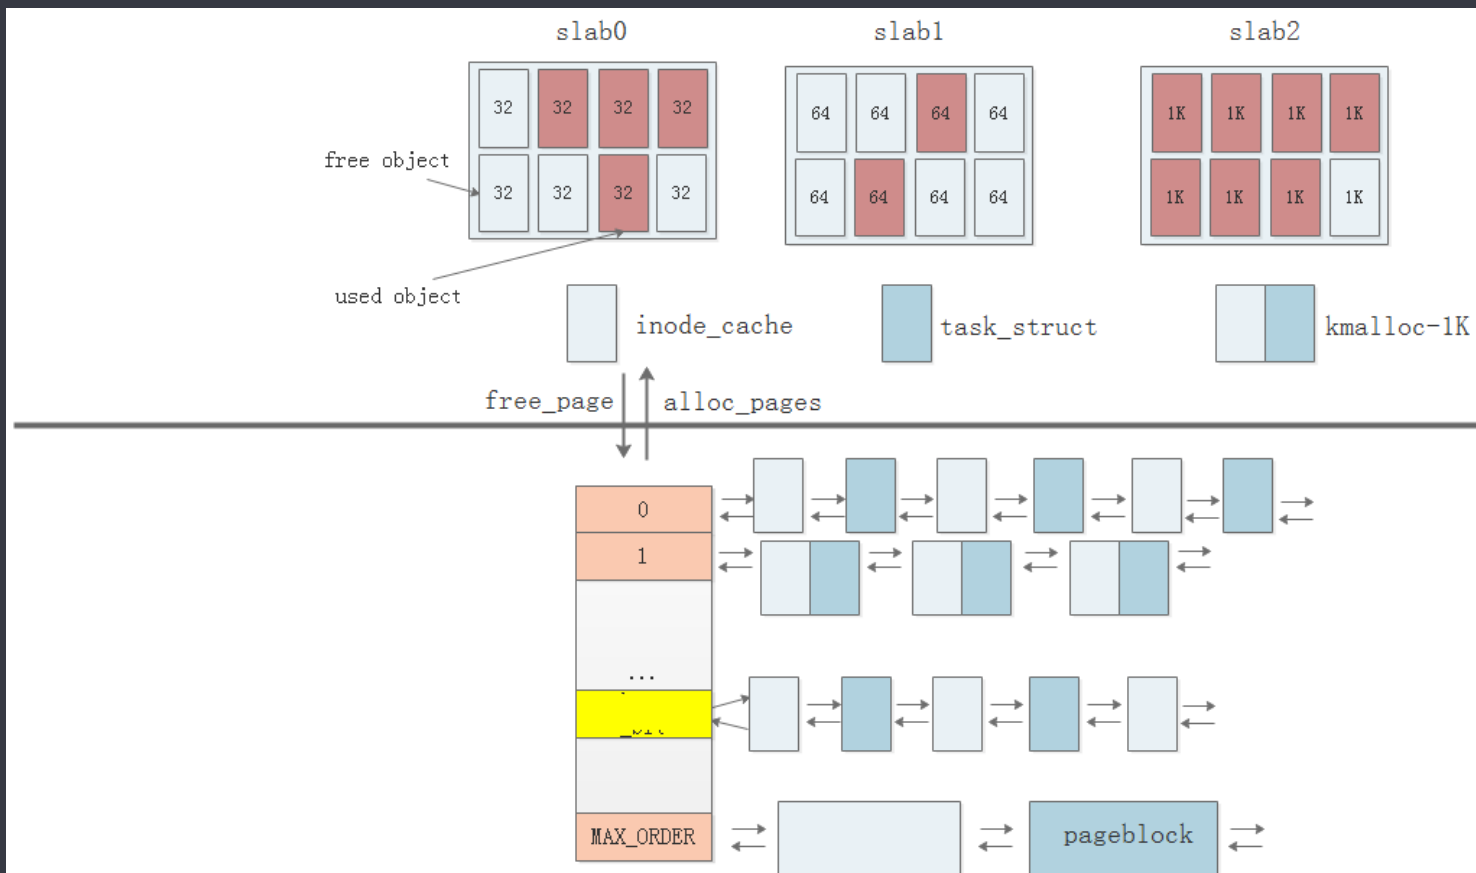 slab0
slab1
slab2
32 32 32 32
64 64 64 64
1K 1K 1K 1K
free object
32 32 32 32
64 64 64 64
1K 1K 1K 1K
used object
inode_cache
task_struct
kmalloc-1K
free_page
alloc_pages
0
1
...
MAX_ORDER
pageblock